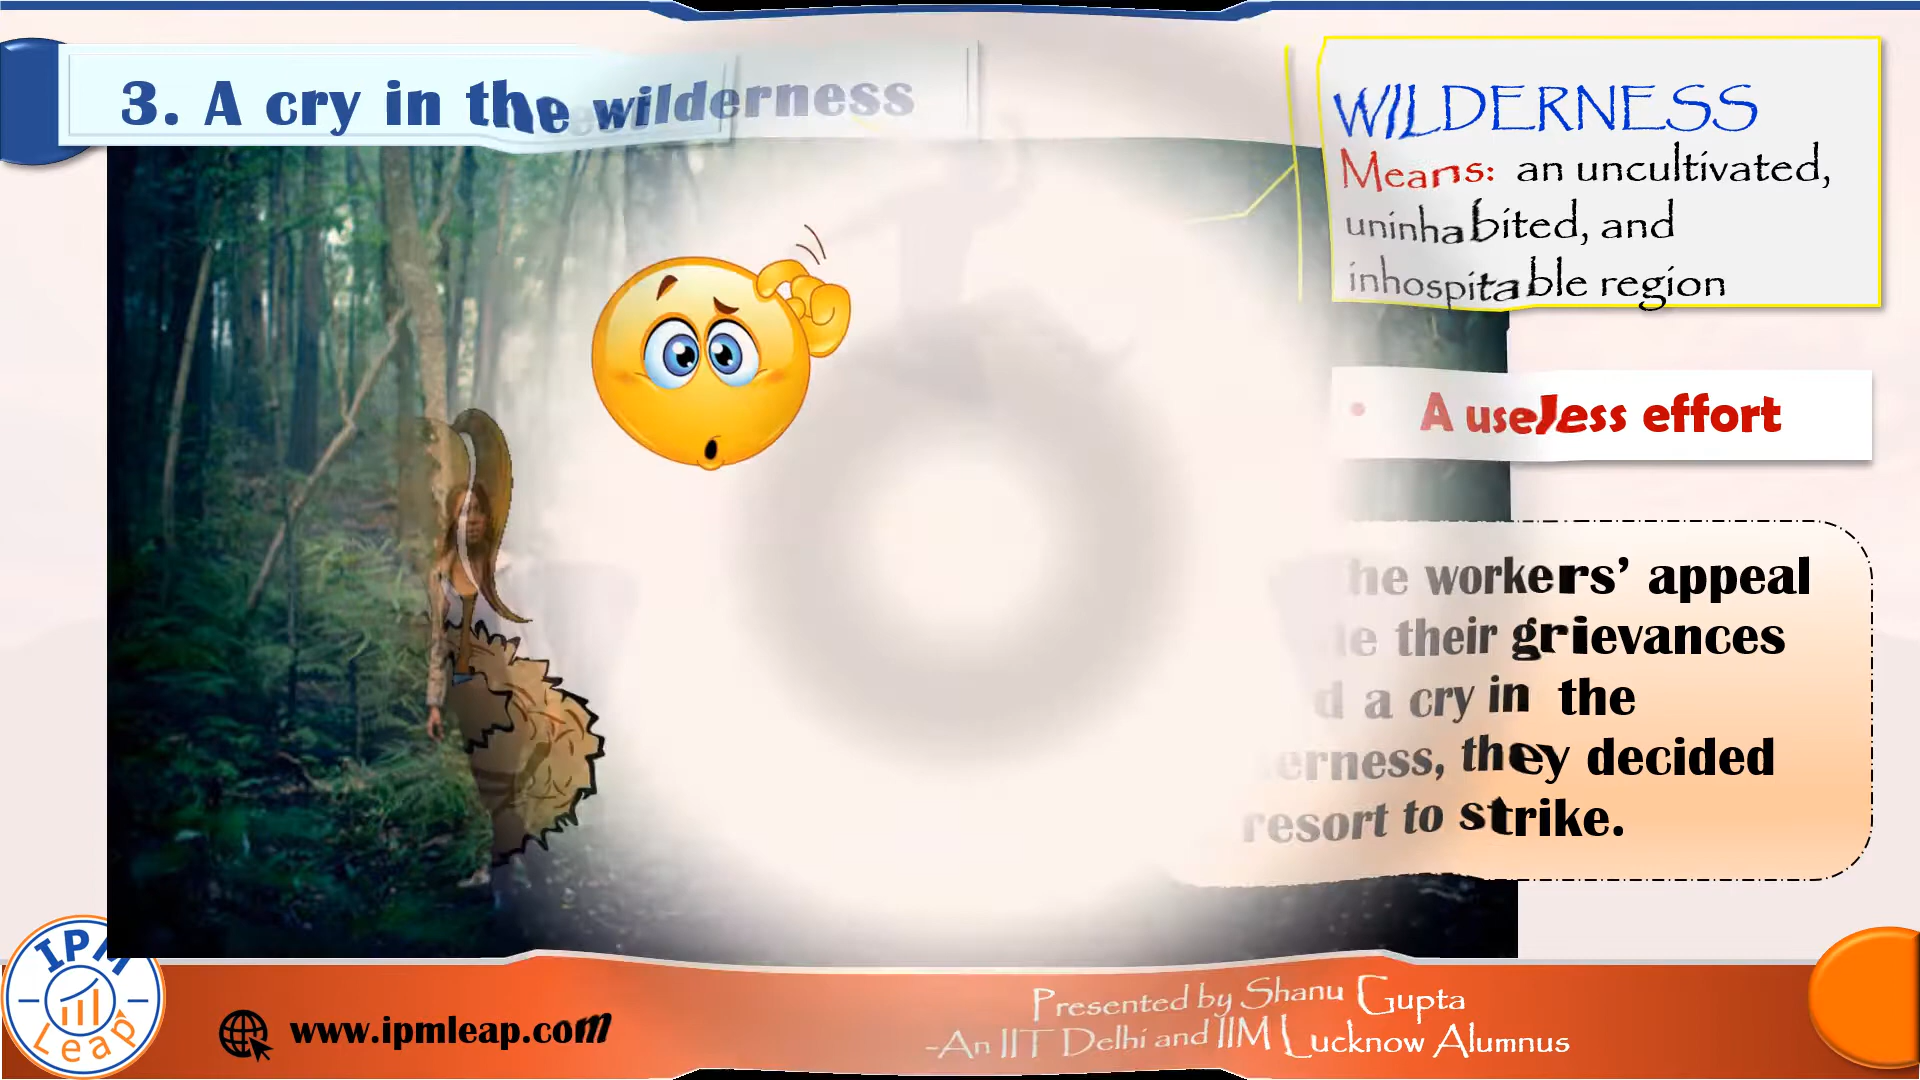 3. A cry in the wilderness
WILDERNESS
Means: an uncultivated,
uninhabited, and
inhospitable region
• A useless effort
workers' appeal
their grievances
a cry in the
they decided
resort to strike.
IPM
Leap
www.ipmleap.com
Presented by Shanu Gupta
-An IIT Delhi and IIM Lucknow Alumnus